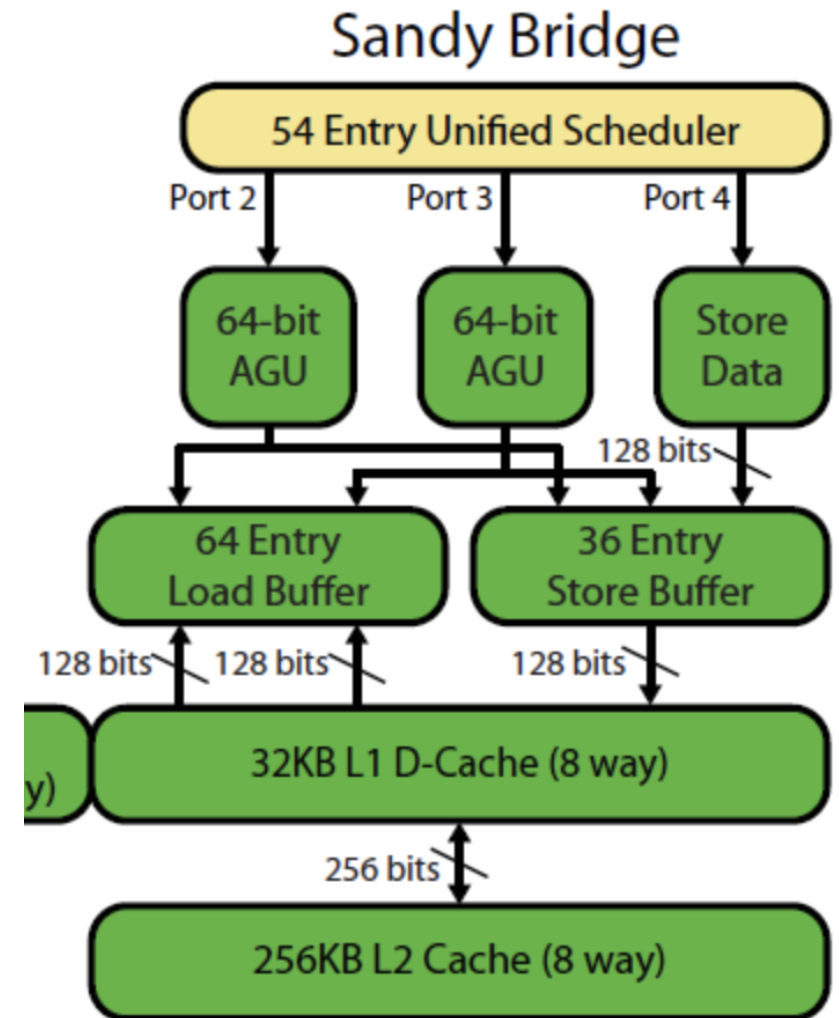 Sandy Bridge
54 Entry Unified Scheduler
Port 2
Port 3
Port 4
64-bit
AGU
64-bit
AGU
Store
Data
128 bits
64 Entry
Load Buffer
36 Entry
Store Buffer
128 bits
128 bits
128 bits
y)
32KB L1 D-Cache (8 way)
256 bits
256KB L2 Cache (8 way)